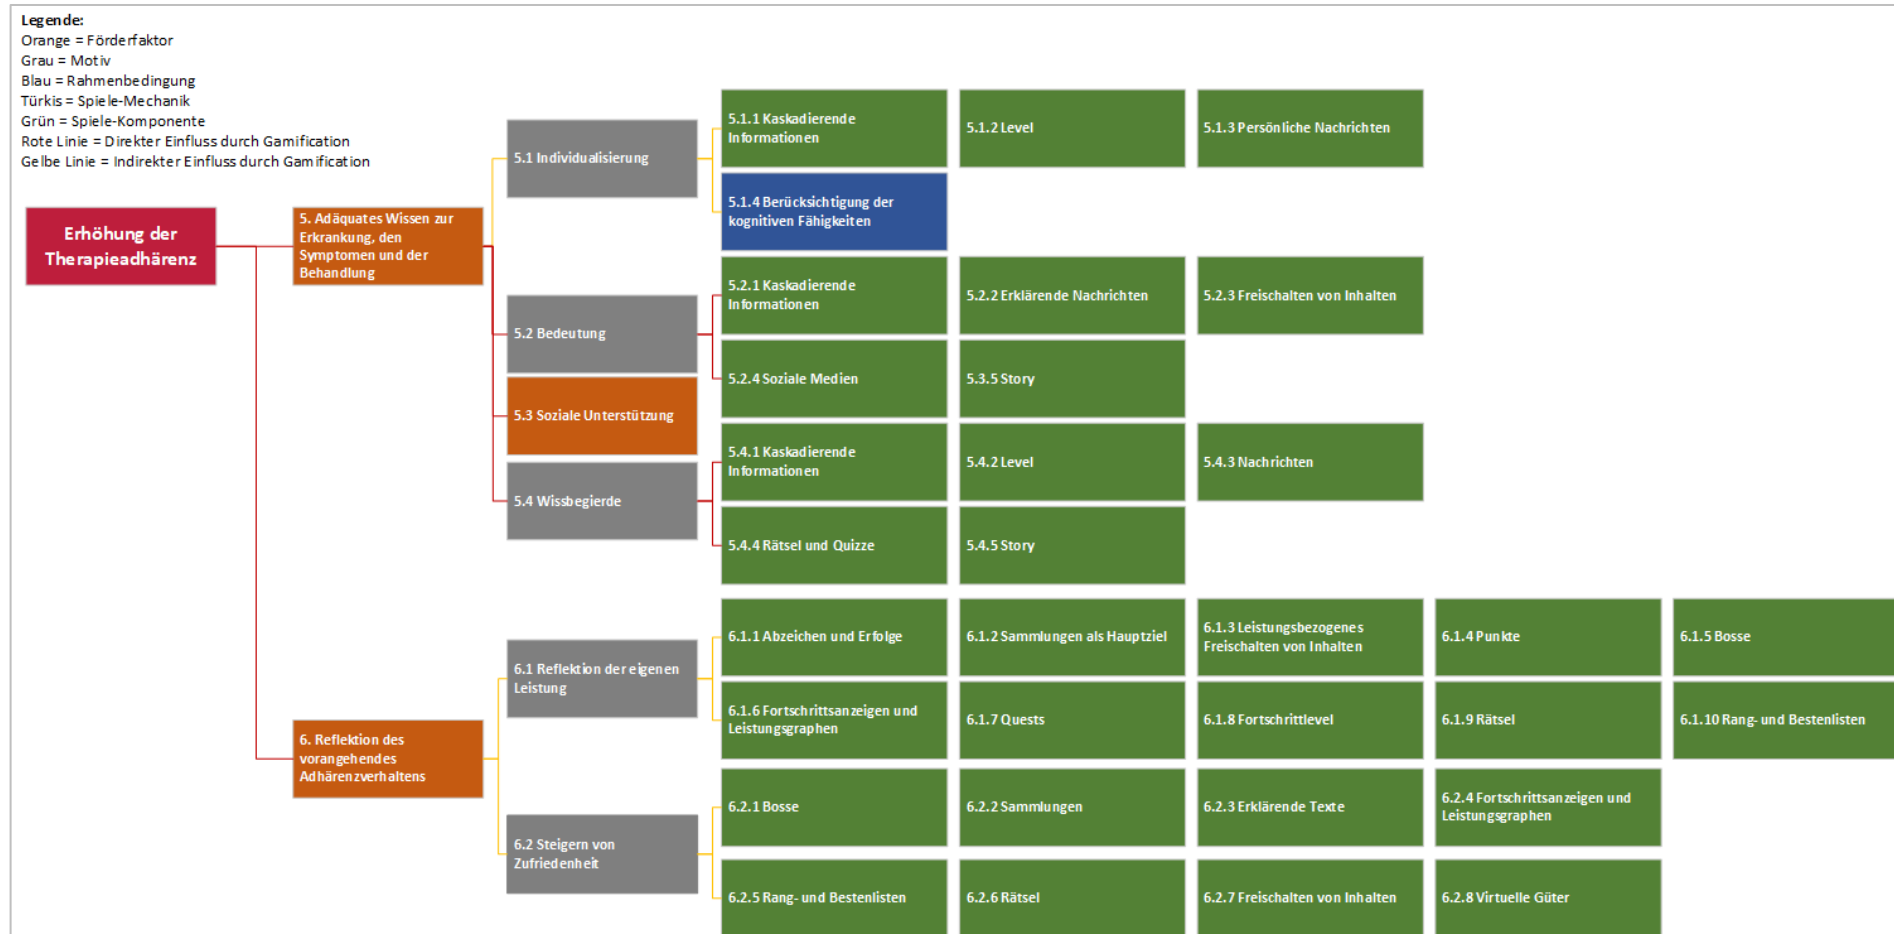 Legende:
Orange = Förderfaktor
Grau = Motiv
Blau = Rahmenbedingung
Türkis = Spiele-Mechanik
Grün = Spiele-Komponente
Rote Linie = Direkter Einfluss durch Gamification
Gelbe Linie = Indirekter Einfluss durch Gamification
Erhöhung der
Therapieadhärenz
5. Adäquates Wissen zur
Erkrankung, den
Symptomen und der
Behandlung
5.1 Individualisierung
5.1.1 Kaskadierende
Informationen
5.1.2 Level
5.1.3 Persönliche Nachrichten
5.1.4 Berücksichtigung der
kognitiven Fähigkeiten
5.2 Bedeutung
5.2.1 Kaskadierende
Informationen
5.2.2 Erklärende Nachrichten
5.2.3 Freischalten von Inhalten
5.2.4 Soziale Medien
5.3.5 Story
5.3 Soziale Unterstützung
5.4 Wissbegierde
5.4.1 Kaskadierende
Informationen
5.4.2 Level
5.4.3 Nachrichten
5.4.4 Rätsel und Quizze
5.4.5 Story
6. Reflektion des
vorangehendes
Adhärenzverhaltens
6.1 Reflektion der eigenen
Leistung
6.1.1 Abzeichen und Erfolge
6.1.2 Sammlungen als Hauptziel
6.1.3 Leistungsbezogenes
Freischalten von Inhalten
6.1.4 Punkte
6.1.5 Bosse
6.1.6 Fortschrittsanzeigen und
Leistungsgraphen
6.1.7 Quests
6.1.8 Fortschrittlevel
6.1.9 Rätsel
6.1.10 Rang- und Bestenlisten
6.2 Steigern von
Zufriedenheit
6.2.1 Bosse
6.2.2 Sammlungen
6.2.3 Erklärende Texte
6.2.4 Fortschrittsanzeigen und
Leistungsgraphen
6.2.5 Rang- und Bestenlisten
6.2.6 Rätsel
6.2.7 Freischalten von Inhalten
6.2.8 Virtuelle Güter